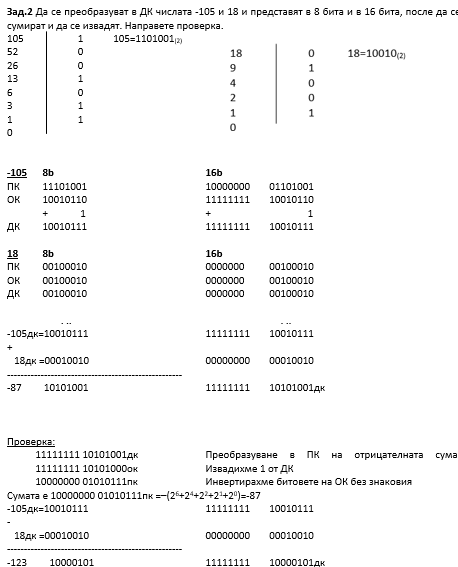 Зад.2 Да се преобразуват в ДК числата -105 и 18 и представят в 8 бита и в 16 бита, после да се
сумират и да се извадят. Направете проверка.
105 1 105=1101001(2)
52 0
26 0
13 1
6 0
3 1
1 1
0
18 0 18=10010(2)
9 1
4 0
2 0
1 1
0
-105 8b 16b
ПК 11101001 10000000 01101001
ОК 10010110 11111111 10010110
+ 1 + 1
ДК 10010111 11111111 10010111
18 8b 16b
ПК 00100010 0000000 00100010
ОК 00100010 0000000 00100010
ДК 00100010 0000000 00100010
. .. . ..
-105дк=10010111 11111111 10010111
+
18дк =00010010 00000000 00010010
-----------------------------------------------------
-87 10101001 11111111 10101001дк
Проверка:
11111111 10101001дк Преобразуване в ПК на отрицателната сума
11111111 10101000ок Извадихме 1 от ДК
10000000 01010111пк Инвертирахме битовете на ОК без знаковия
Сумата е 10000000 01010111пк =–(2⁶+2⁴+2²+2¹+2⁰)=-87
-105дк=10010111 11111111 10010111
-
18дк =00010010 00000000 00010010
-----------------------------------------------------
-123 10000101 11111111 10000101дк